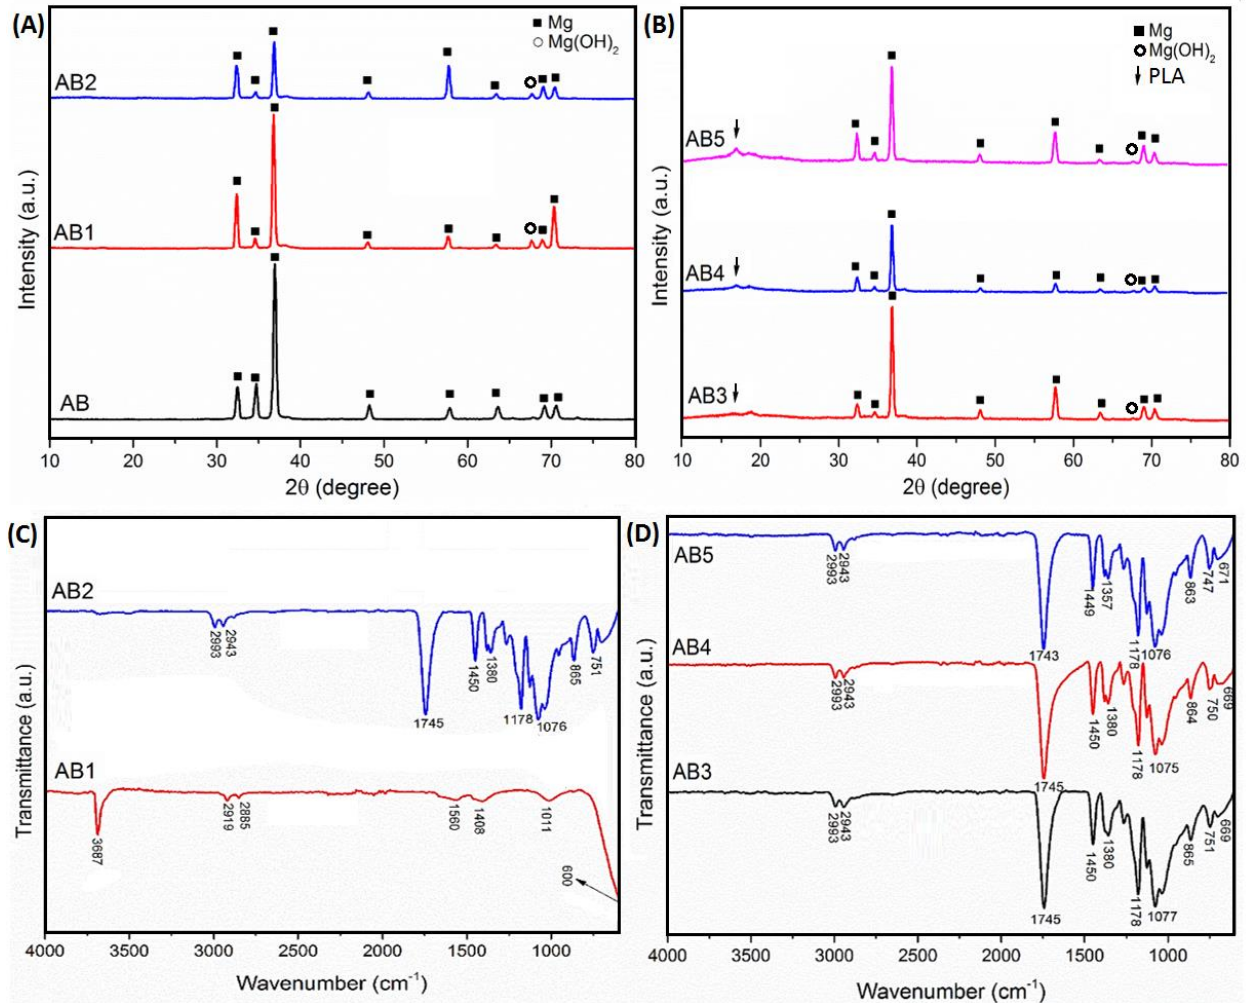 (A)
■ Mg
○ Mg(OH)2
AB2
AB1
AB
Intensity (a.u.)
10 20 30 40 50 60 70 80
2θ (degree)
(B)
■ Mg
○ Mg(OH)2
↓ PLA
AB5
AB4
AB3
Intensity (a.u.)
10 20 30 40 50 60 70 80
2θ (degree)
(C)
AB2
2993
2943
1745
1450
1380
1178
1076
865
751
AB1
3687
2919
2885
1560
1408
1011
600
Transmittance (a.u.)
4000 3500 3000 2500 2000 1500 1000
Wavenumber (cm-1)
(D)
AB5
2993
2943
1743
1449
1357
1178
1076
863
747
671
AB4
2993
2943
1745
1450
1380
1178
1075
864
750
669
AB3
2993
2943
1745
1450
1380
1178
1077
865
751
669
Transmittance (a.u.)
4000 3500 3000 2500 2000 1500 1000
Wavenumber (cm-1)